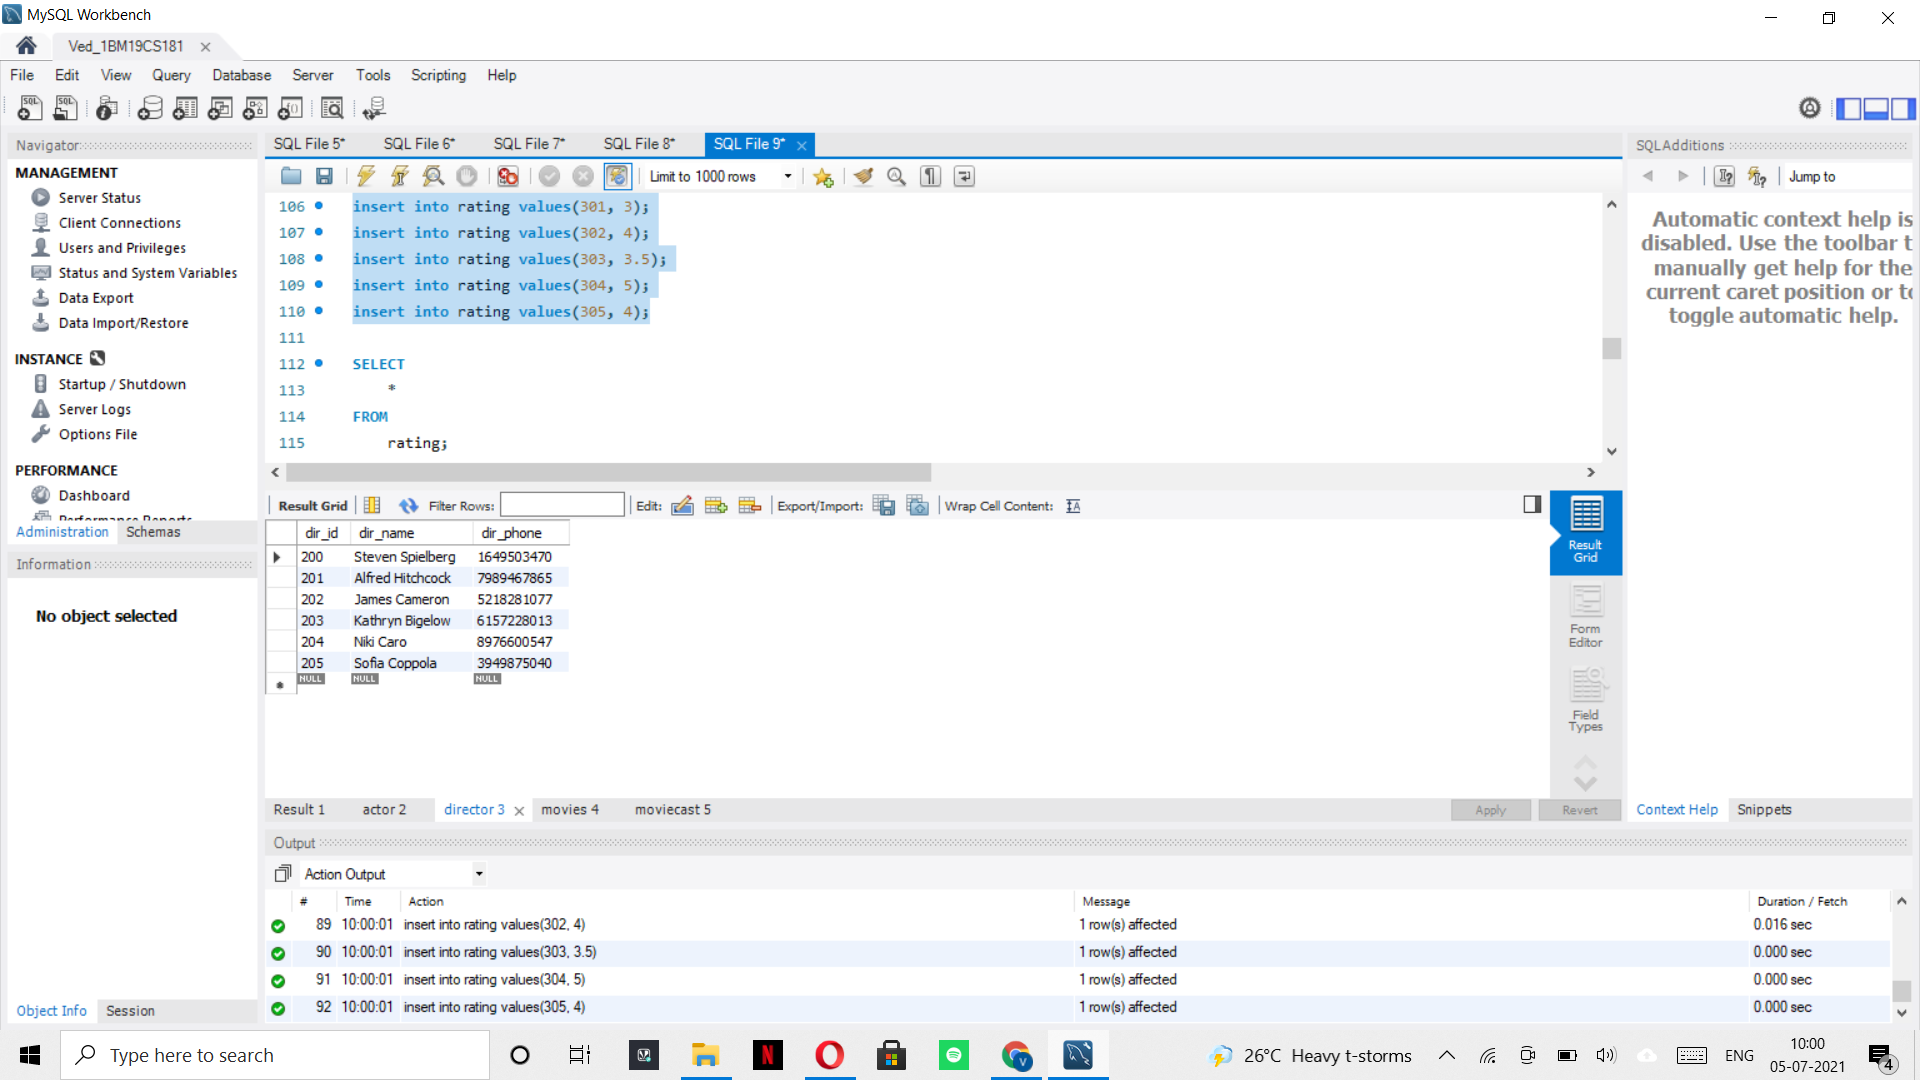 MySQL Workbench
Ved_1BM19CS181
File Edit View Query Database Server Tools Scripting Help
Navigator
MANAGEMENT
Server Status
Client Connections
Users and Privileges
Status and System Variables
Data Export
Data Import/Restore
INSTANCE
Startup / Shutdown
Server Logs
Options File
PERFORMANCE
Dashboard
Performance Reports
Administration Schemas
Information
No object selected
Object Info Session
SQL File 5* SQL File 6* SQL File 7* SQL File 8* SQL File 9*
Limit to 1000 rows
106 insert into rating values(301, 3);
107 insert into rating values(302, 4);
108 insert into rating values(303, 3.5);
109 insert into rating values(304, 5);
110 insert into rating values(305, 4);
111
112 SELECT
113 *
114 FROM
115 rating;
Result Grid Filter Rows: Edit: Export/Import: Wrap Cell Content:
dir_id dir_name dir_phone
200 Steven Spielberg 1649503470
201 Alfred Hitchcock 7989467865
202 James Cameron 5218281077
203 Kathryn Bigelow 6157228013
204 Niki Caro 8976600547
205 Sofia Coppola 3949875040
NULL NULL NULL
Result Grid
Form Editor
Field Types
Result 1 actor 2 director 3 movies 4 moviecast 5
Apply Revert
SQLAdditions
Jump to
Automatic context help is
disabled. Use the toolbar t
manually get help for the
current caret position or to
toggle automatic help.
Context Help Snippets
Output
Action Output
# Time Action Message Duration / Fetch
89 10:00:01 insert into rating values(302, 4) 1 row(s) affected 0.016 sec
90 10:00:01 insert into rating values(303, 3.5) 1 row(s) affected 0.000 sec
91 10:00:01 insert into rating values(304, 5) 1 row(s) affected 0.000 sec
92 10:00:01 insert into rating values(305, 4) 1 row(s) affected 0.000 sec
Type here to search
26°C Heavy t-storms
ENG
10:00
05-07-2021
4